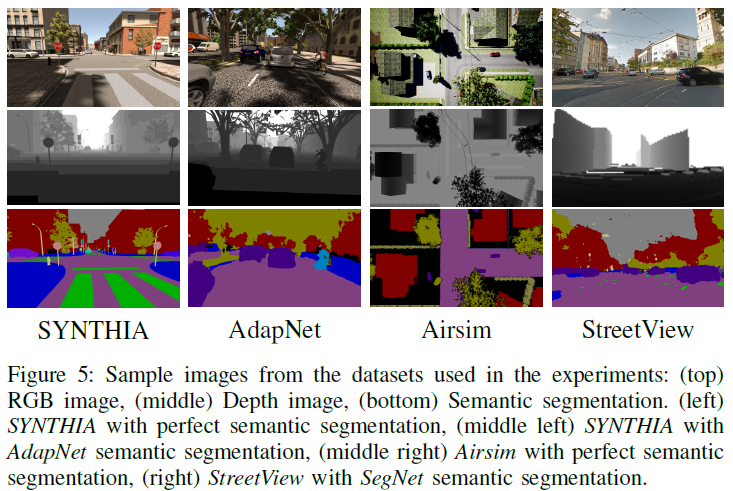 SYNTHIA AdapNet Airsim StreetView
Figure 5: Sample images from the datasets used in the experiments: (top)
RGB image, (middle) Depth image, (bottom) Semantic segmentation. (left)
SYNTHIA with perfect semantic segmentation, (middle left) SYNTHIA with
AdapNet semantic segmentation, (middle right) Airsim with perfect semantic
segmentation, (right) StreetView with SegNet semantic segmentation.